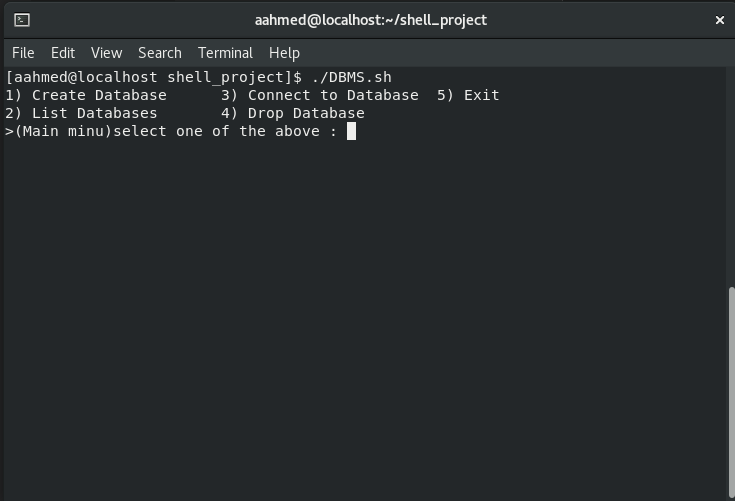 aahmed@localhost:~/shell_project
File Edit View Search Terminal Help
[aahmed@localhost shell_project]$ ./DBMS.sh
1) Create Database      3) Connect to Database  5) Exit
2) List Databases       4) Drop Database
>(Main minu)select one of the above :